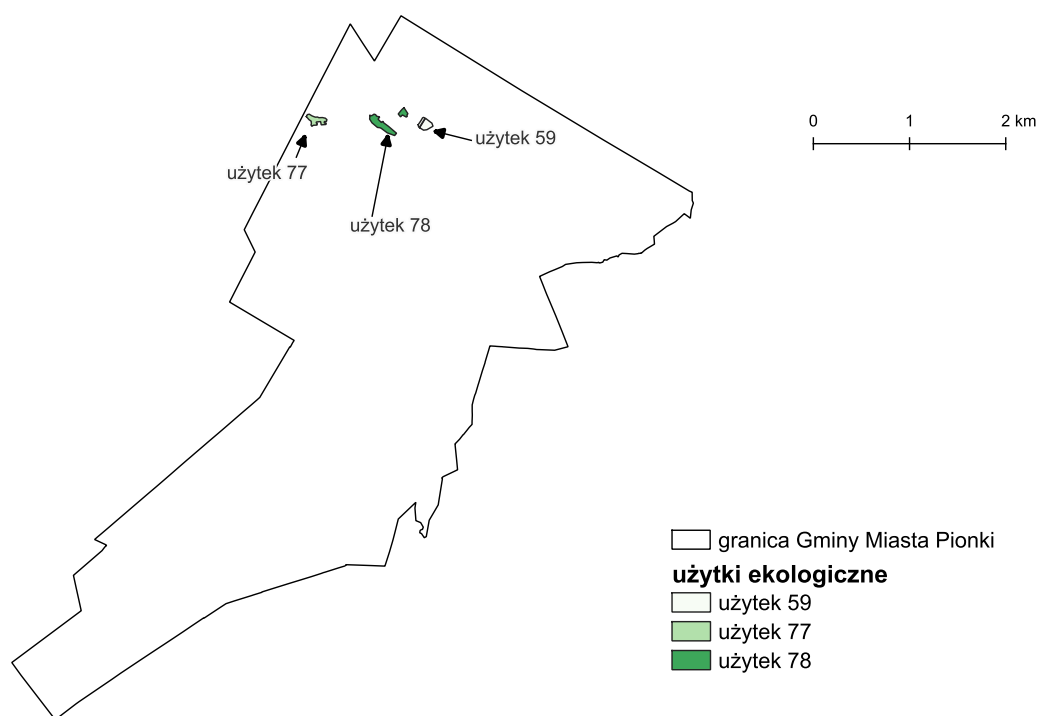 0 1 2 km
użytek 59
użytek 77
użytek 78
granica Gminy Miasta Pionki
użytki ekologiczne
użytek 59
użytek 77
użytek 78